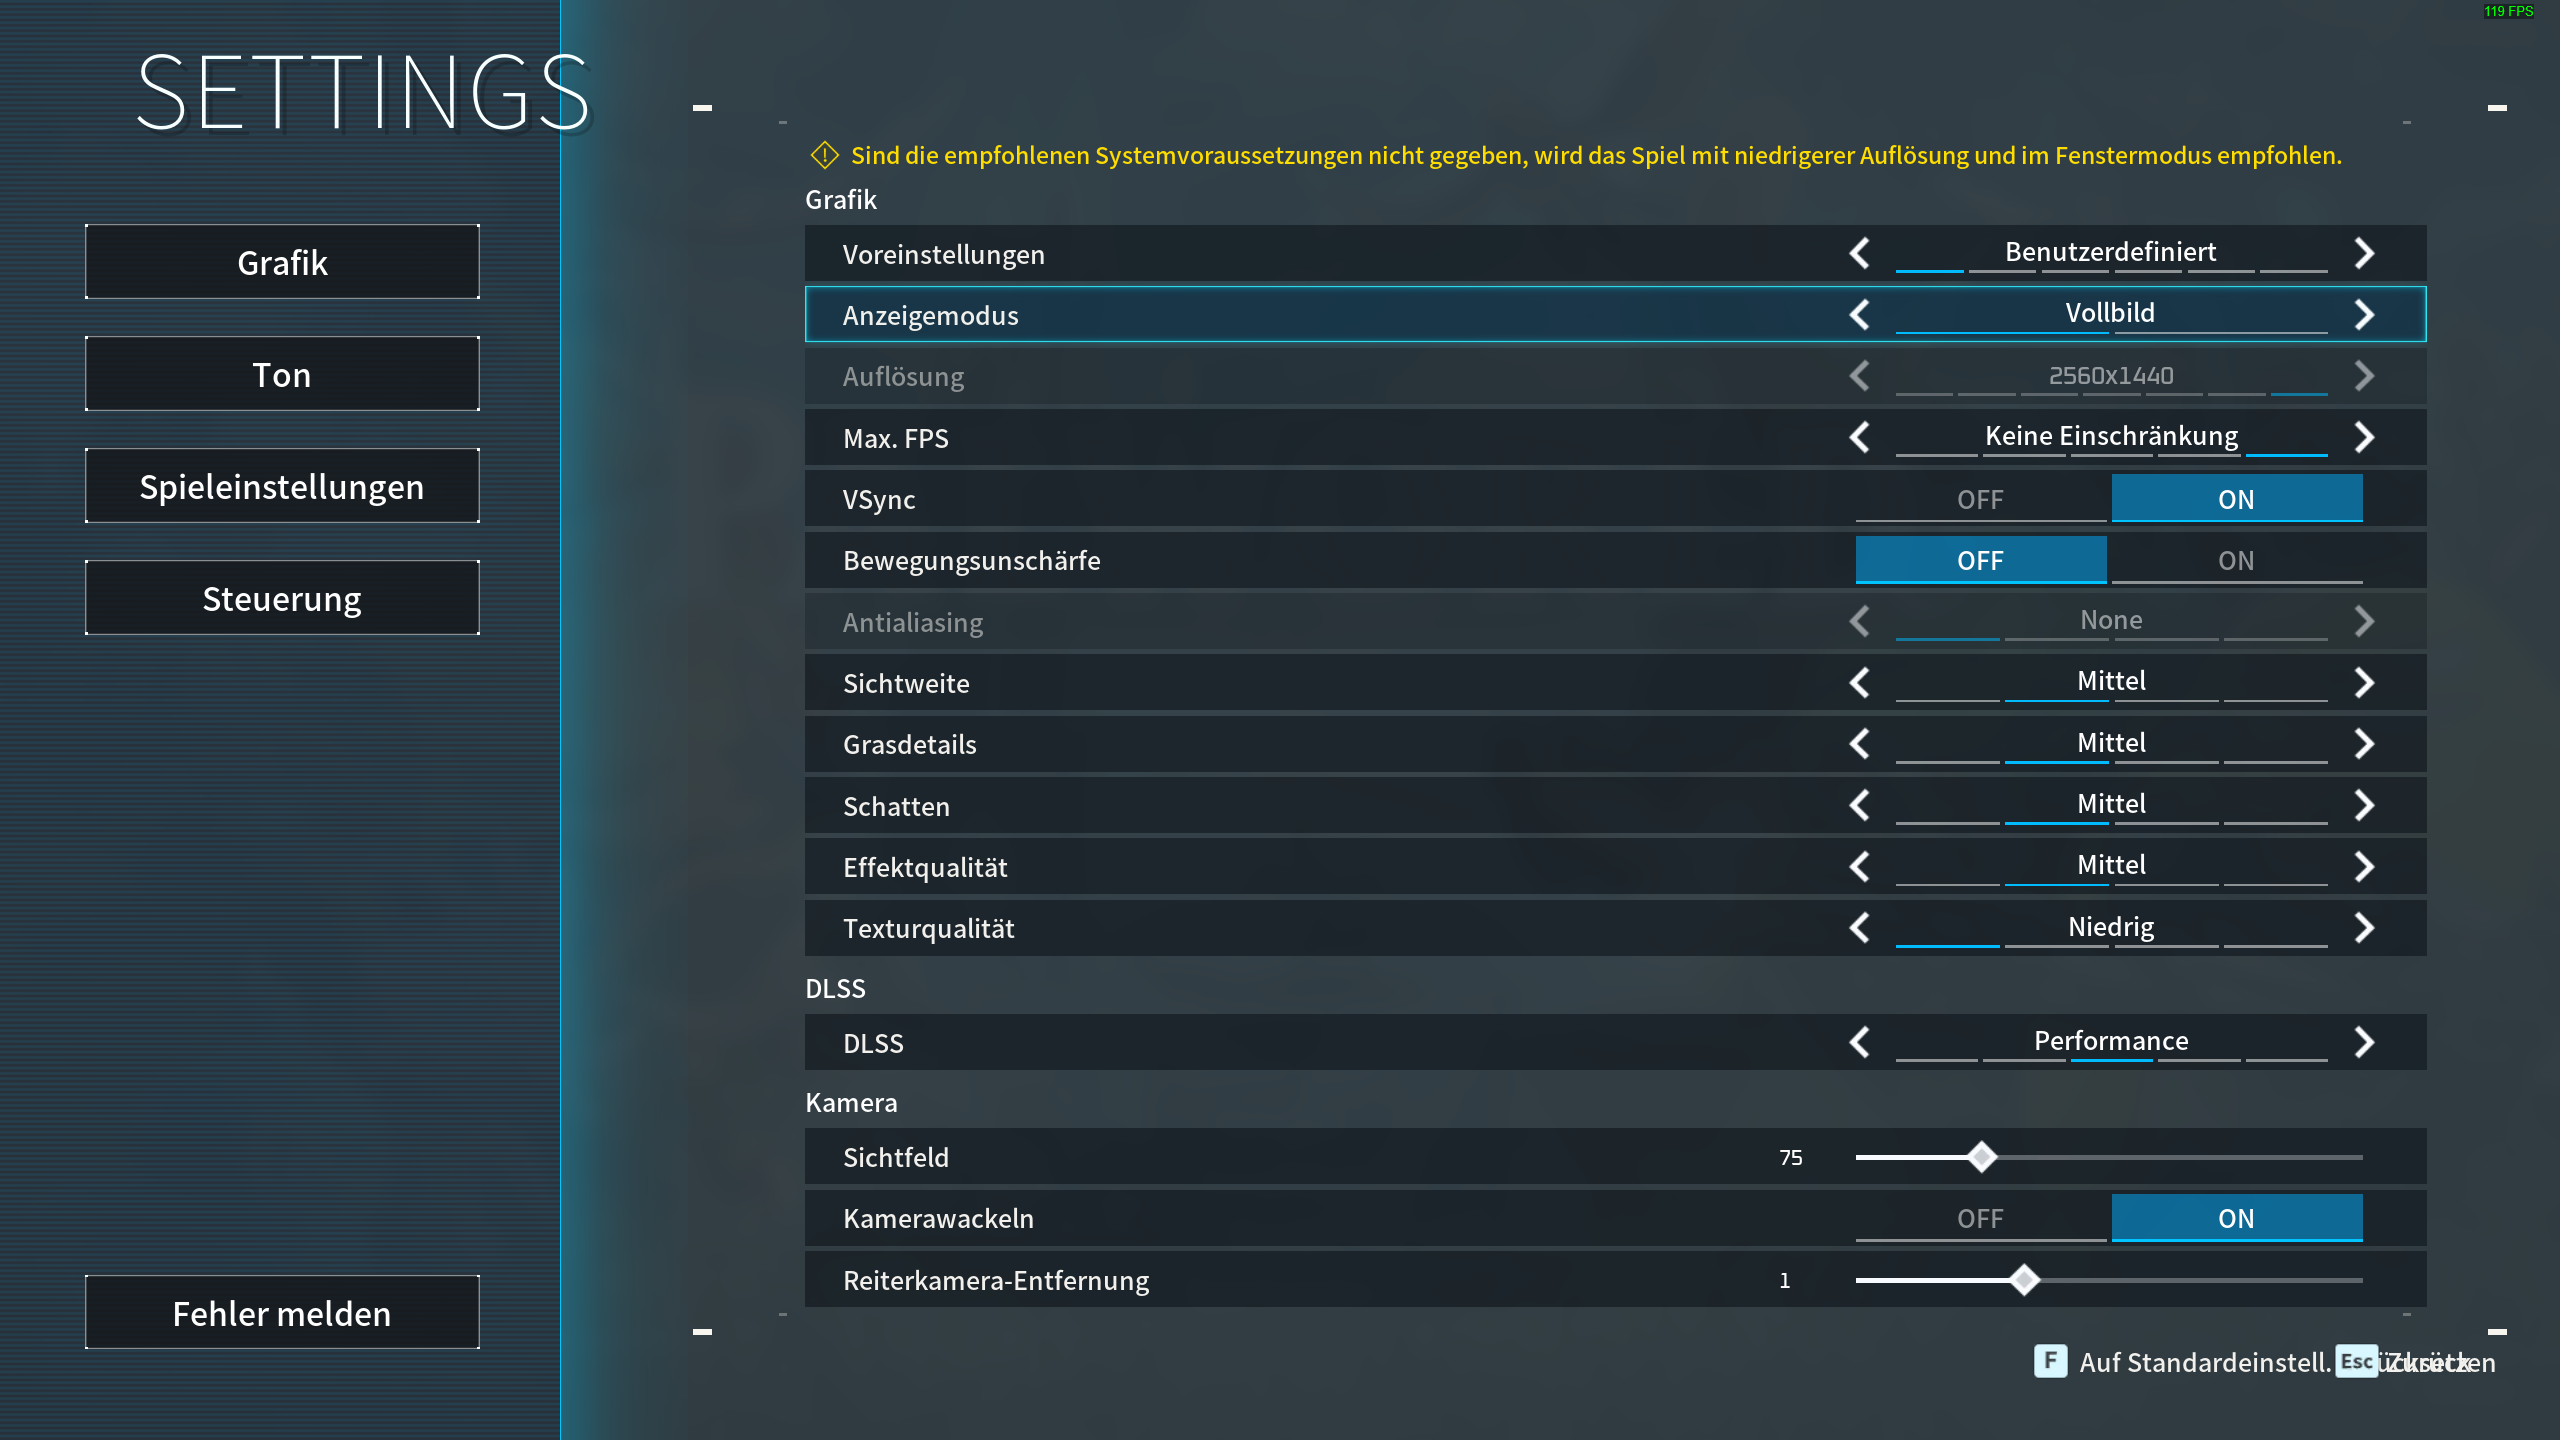 119 FPS
SETTINGS
Grafik
Ton
Spieleinstellungen
Steuerung
Fehler melden
Sind die empfohlenen Systemvoraussetzungen nicht gegeben, wird das Spiel mit niedrigerer Auflösung und im Fenstermodus empfohlen.
Grafik
Voreinstellungen Benutzerdefiniert
Anzeigemodus Vollbild
Auflösung 2560x1440
Max. FPS Keine Einschränkung
VSync OFF ON
Bewegungsunschärfe OFF ON
Antialiasing None
Sichtweite Mittel
Grasdetails Mittel
Schatten Mittel
Effektqualität Mittel
Texturqualität Niedrig
DLSS
DLSS Performance
Kamera
Sichtfeld 75
Kamerawackeln OFF ON
Reiterkamera-Entfernung 1
F Auf Standardeinstell. Esc